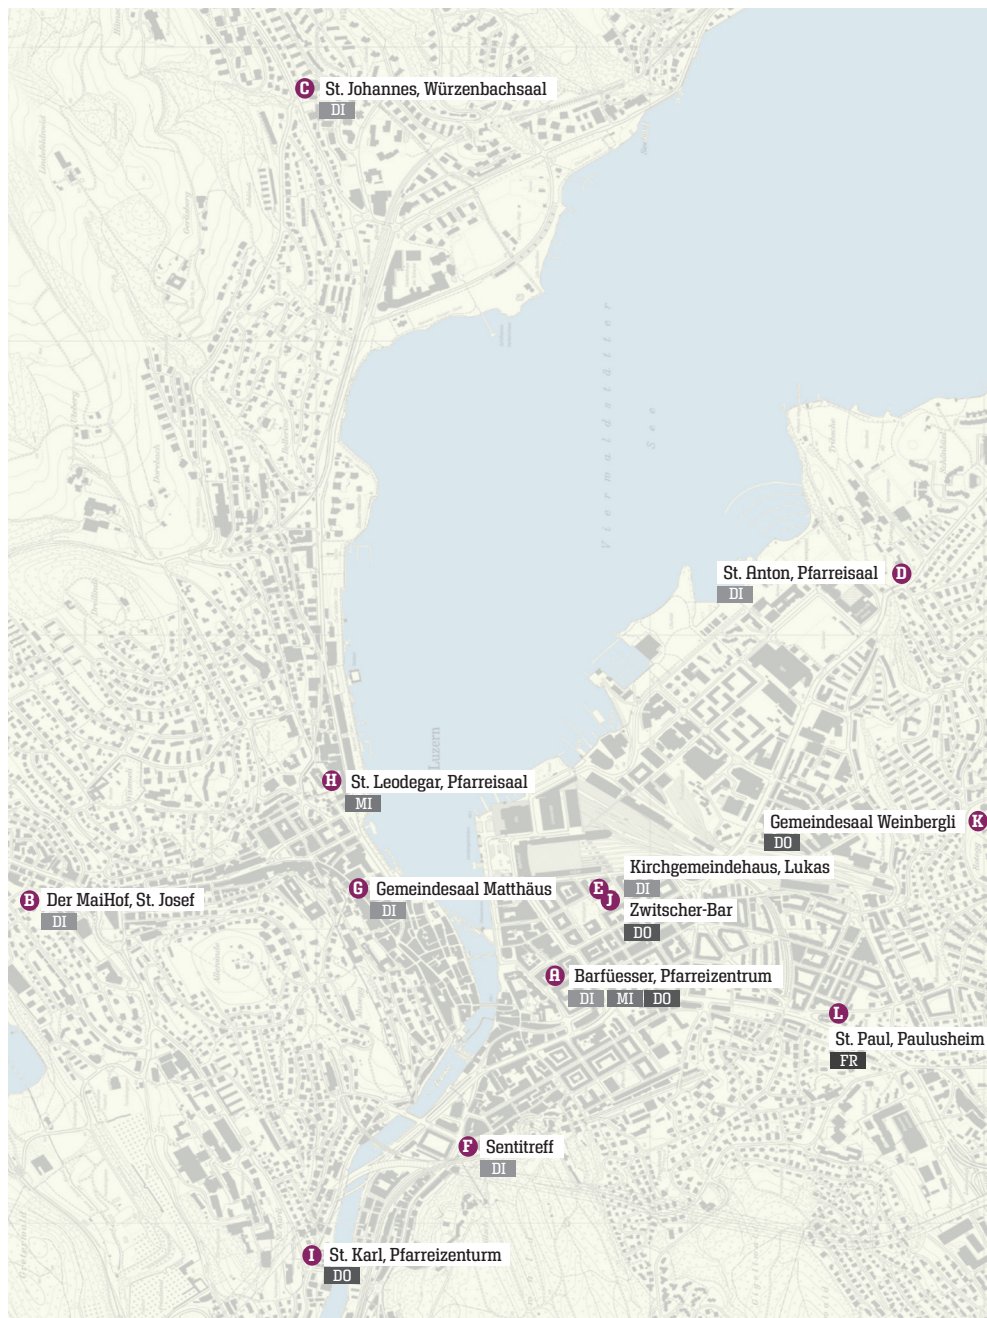 C St. Johannes, Würzenbachsaal
DI
Vierwaldstätter
See
St. Anton, Pfarreisaal D
DI
Luzern
H St. Leodegar, Pfarreisaal
MI
Gemeindesaal Weinbergli K
DO
Kirchgemeindehaus, Lukas
E DI
J Zwitscher-Bar
DO
G Gemeindesaal Matthäus
DI
B Der MaiHof, St. Josef
DI
A Barfüesser, Pfarreizentrum
DI MI DO
L
St. Paul, Paulusheim
FR
F Sentitreff
DI
I St. Karl, Pfarreizenturm
DO